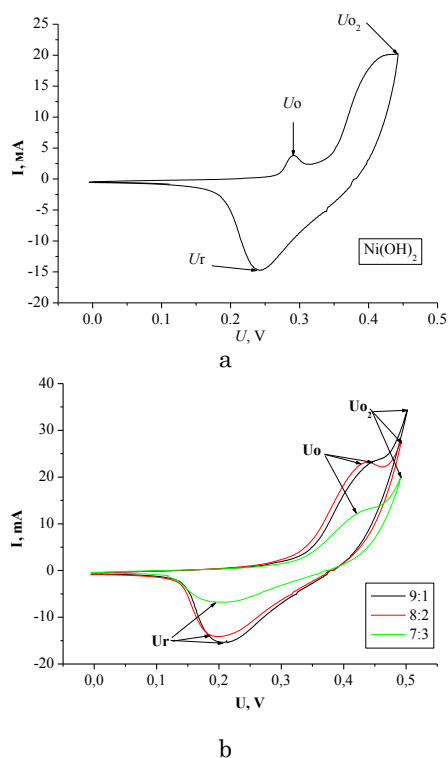 Uo₂
Uo
Ur
Ni(OH)₂
I, мА
25
20
15
10
5
0
-5
-10
-15
-20
0.0 0.1 0.2 0.3 0.4 0.5
U, V
a
Uo₂
Uo
Ur
I, mA
40
30
20
10
0
-10
-20
0,0 0,1 0,2 0,3 0,4 0,5
U, V
9:1
8:2
7:3
b